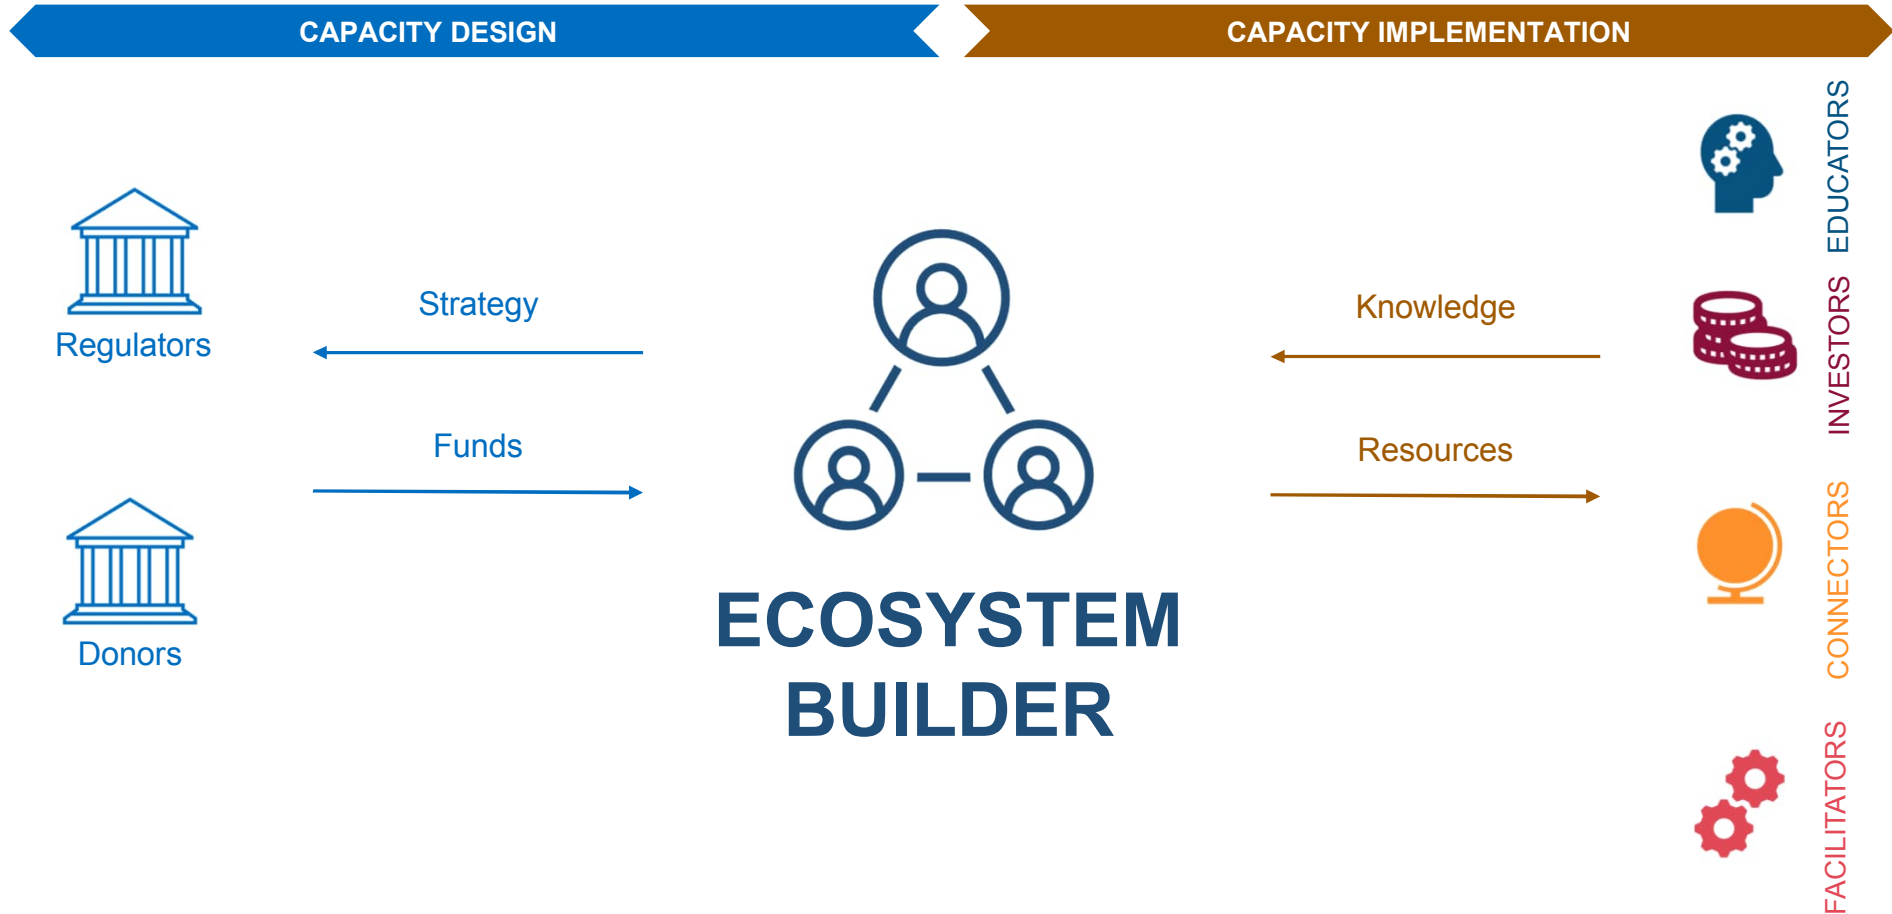 CAPACITY DESIGN
CAPACITY IMPLEMENTATION
Regulators
Donors
Strategy
Funds
ECOSYSTEM
BUILDER
Knowledge
Resources
EDUCATORS
INVESTORS
CONNECTORS
FACILITATORS